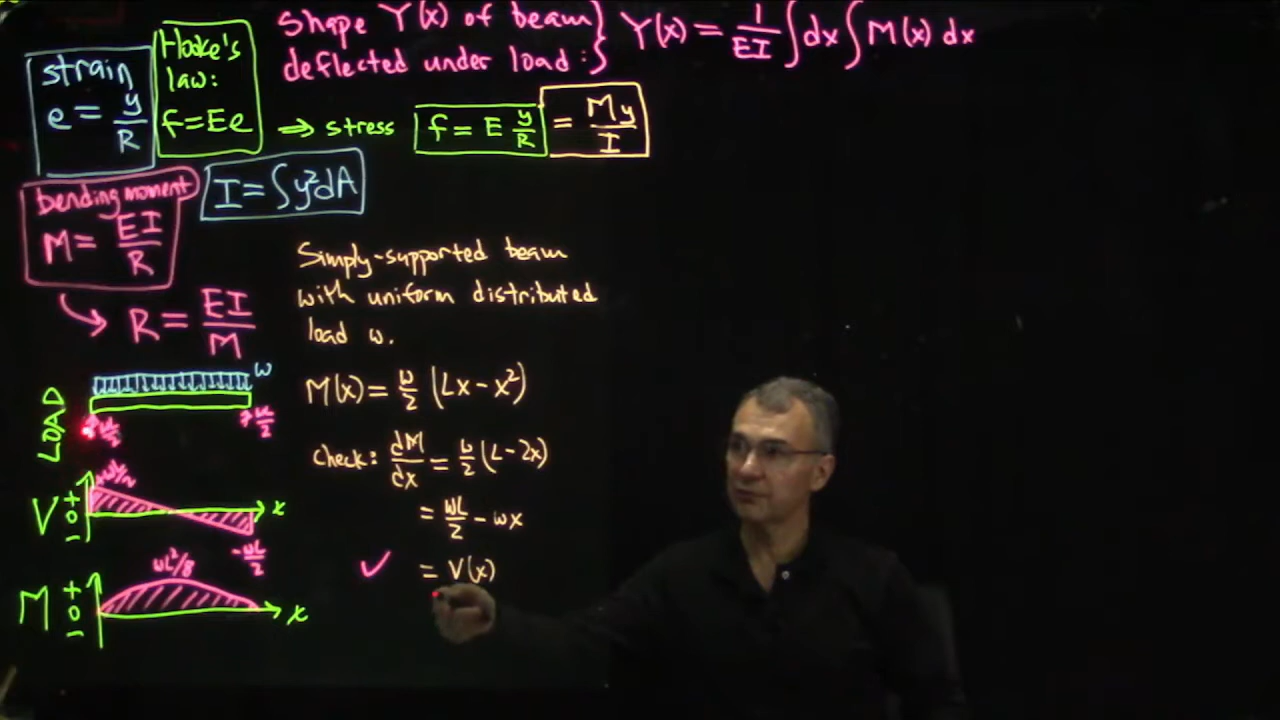 shape Y(x) of beam } Y(x) = 1/EI ∫dx ∫M(x) dx
deflected under load :}
strain
e = y/R
Hooke's
law:
f=Ee
⇒ stress f = E y/R = My/I
bending moment
M = EI/R
I = ∫y²dA
→ R = EI/M
Simply-supported beam
with uniform distributed
load w.
M(x) = w/2 (Lx - x²)
check: dM/dx = w/2 (L-2x)
= wL/2 - wx
✓ = V(x)
LOAD
w
wL/2
wL/2
V + 0 -
+wL/2
x
-wL/2
M + 0 -
wL²/8
x